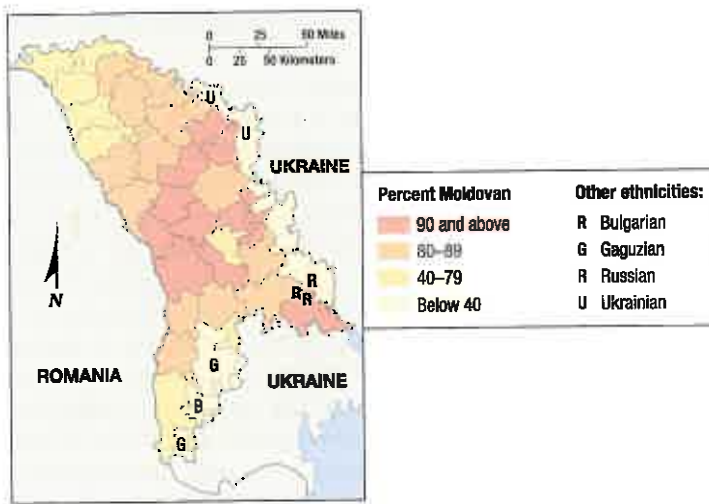 0 25 50 Miles
0 25 50 Kilometers
U
U
UKRAINE
N
R
R
R
ROMANIA
G
UKRAINE
B
G
Percent Moldovan
90 and above
80–89
40–79
Below 40
Other ethnicities:
R Bulgarian
G Gaguzian
R Russian
U Ukrainian